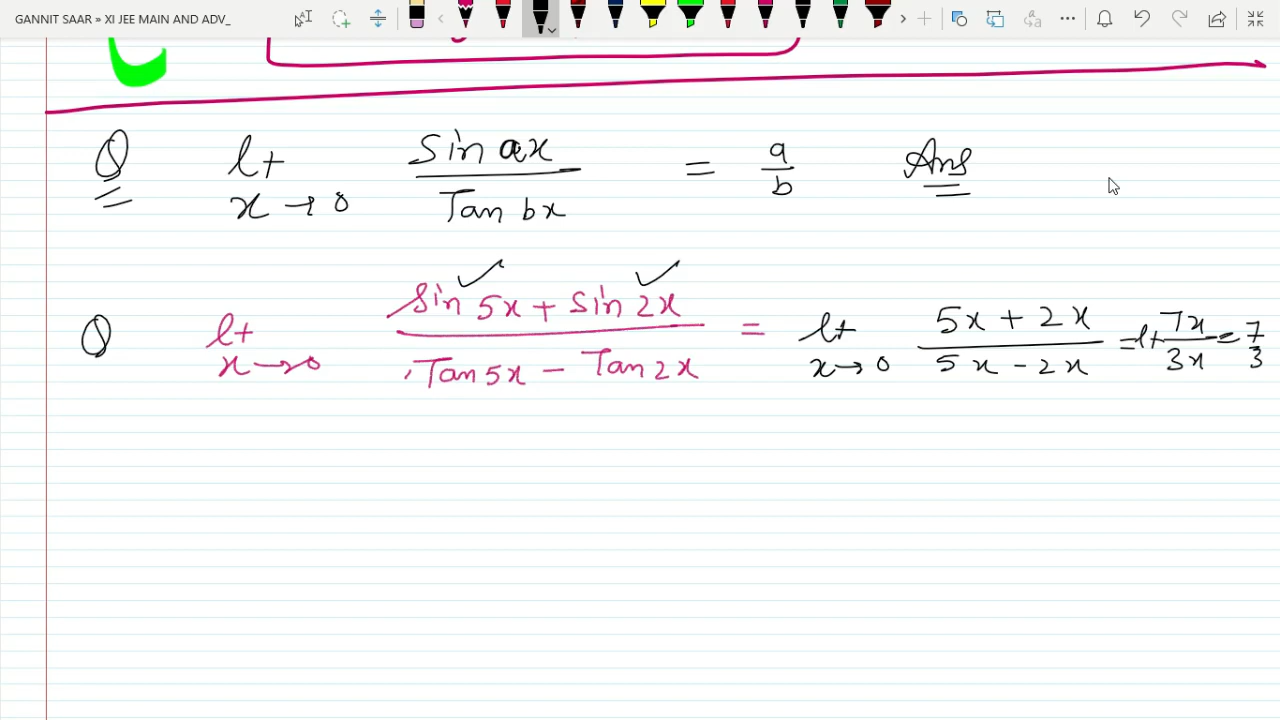 GANNIT SAAR » XI JEE MAIN AND ADV_
Q lt x→0 Sin ax / Tan bx = a/b Ans
Q lt x→0 Sin 5x + Sin 2x / Tan 5x − Tan 2x = lt x→0 5x + 2x / 5x − 2x = lt 7x / 3x = 7/3